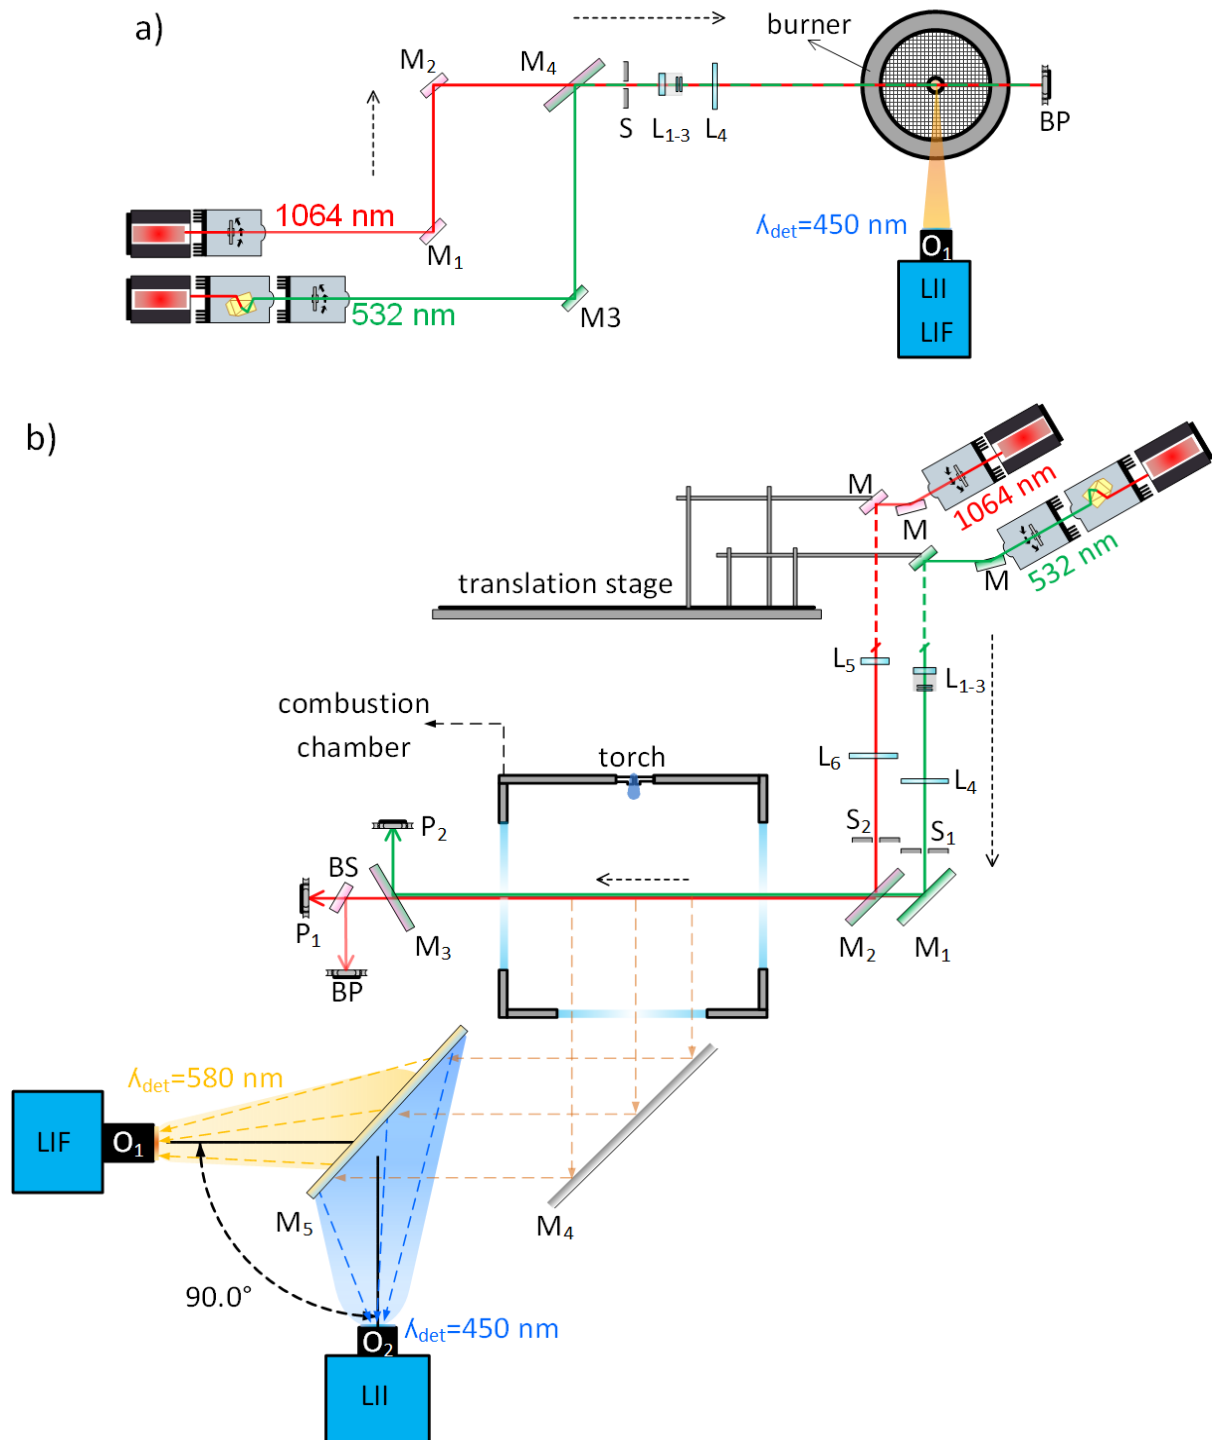 a)
burner
M₂
M₄
S
L₁₋₃
L₄
BP
1064 nm
M₁
λdet=450 nm
O₁
532 nm
M3
LII
LIF
b)
M
M
1064 nm
M
532 nm
translation stage
L₅
L₁₋₃
combustion
chamber
torch
L₆
L₄
P₂
S₂
S₁
BS
P₁
M₃
M₂
M₁
BP
λdet=580 nm
LIF
O₁
M₅
M₄
90.0°
λdet=450 nm
O₂
LII